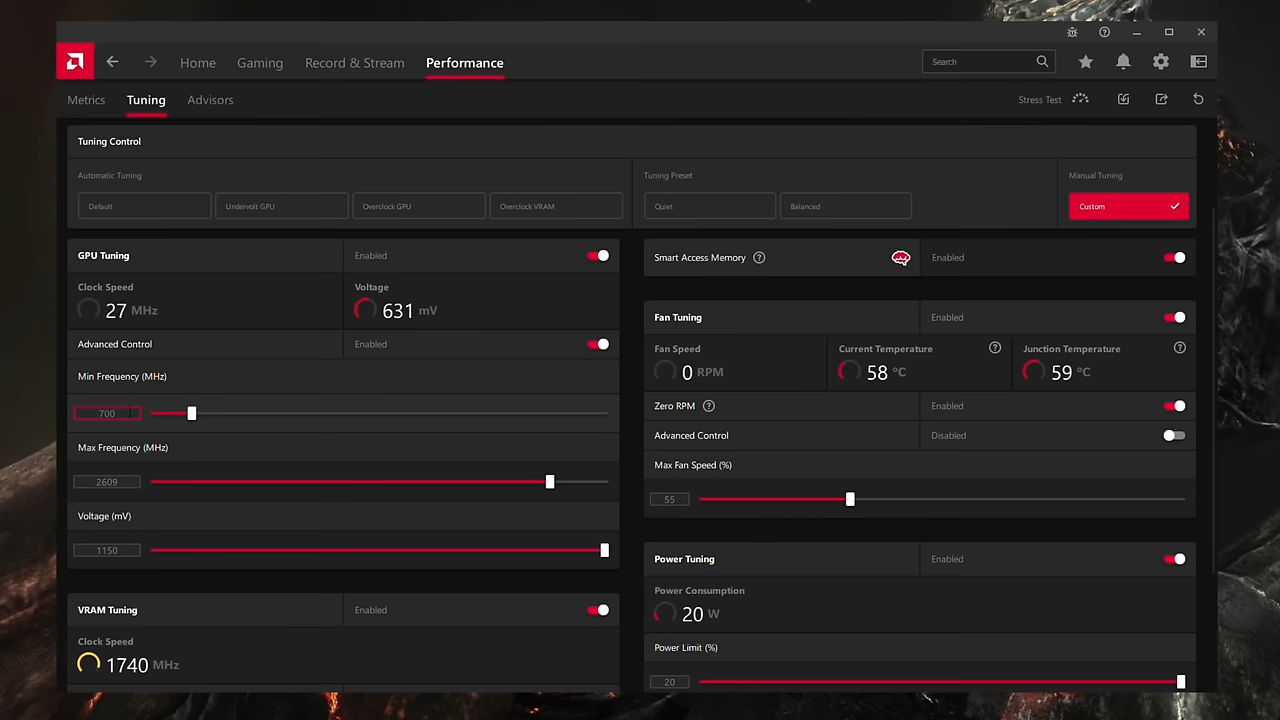 Home
Gaming
Record & Stream
Performance
Search
Metrics
Tuning
Advisors
Stress Test
Tuning Control
Automatic Tuning
Default
Undervolt GPU
Overclock GPU
Overclock VRAM
Tuning Preset
Quiet
Balanced
Manual Tuning
Custom
GPU Tuning
Enabled
Clock Speed
27 MHz
Voltage
631 mV
Advanced Control
Enabled
Min Frequency (MHz)
700
Max Frequency (MHz)
2609
Voltage (mV)
1150
VRAM Tuning
Enabled
Clock Speed
1740 MHz
Smart Access Memory
Enabled
Fan Tuning
Enabled
Fan Speed
0 RPM
Current Temperature
58 °C
Junction Temperature
59 °C
Zero RPM
Enabled
Advanced Control
Disabled
Max Fan Speed (%)
55
Power Tuning
Enabled
Power Consumption
20 W
Power Limit (%)
20